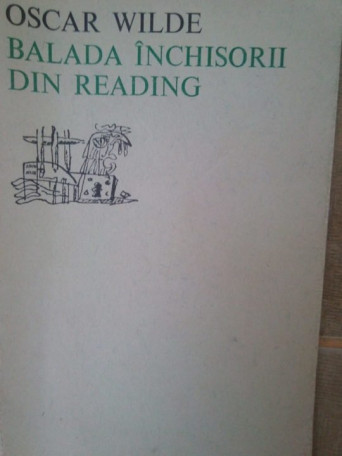 OSCAR WILDE
BALADA ÎNCHISORII
DIN READING